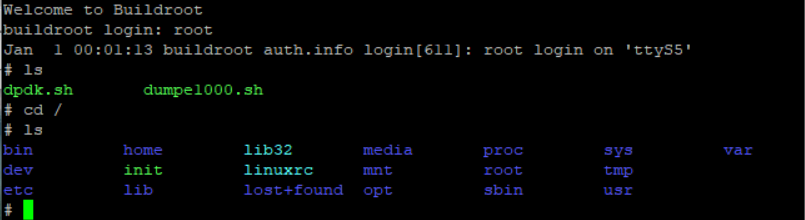 Welcome to Buildroot
buildroot login: root
Jan  1 00:01:13 buildroot auth.info login[611]: root login on 'ttyS5'
# ls
dpdk.sh        dumpe1000.sh
# cd /
# ls
bin         home        lib32       media       proc        sys         var
dev         init        linuxrc     mnt         root        tmp
etc         lib         lost+found  opt         sbin        usr
#